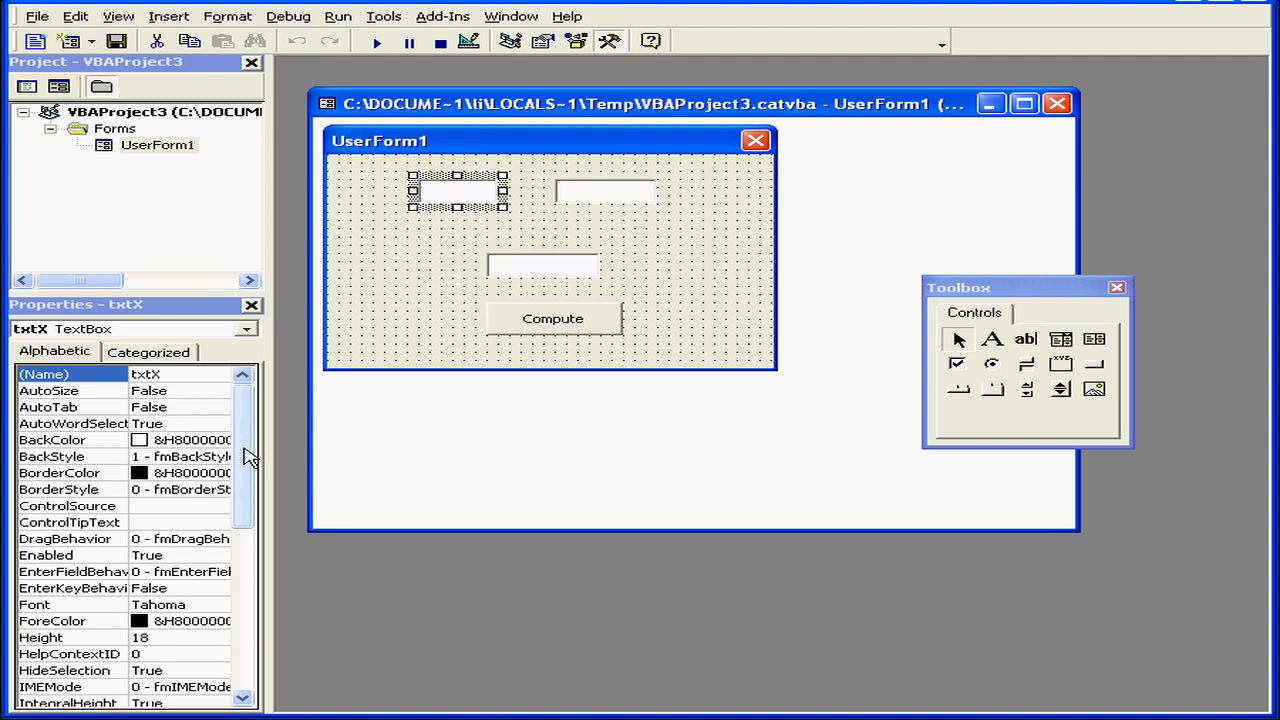 File Edit View Insert Format Debug Run Tools Add-Ins Window Help
Project - VBAProject3
VBAProject3 (C:\DOCUM
Forms
UserForm1
Properties - txtX
txtX TextBox
Alphabetic Categorized
(Name) txtX
AutoSize False
AutoTab False
AutoWordSelect True
BackColor &H8000000
BackStyle 1 - fmBackStyle
BorderColor &H8000000
BorderStyle 0 - fmBorderSt
ControlSource
ControlTipText
DragBehavior 0 - fmDragBeh
Enabled True
EnterFieldBehav 0 - fmEnterFiel
EnterKeyBehavi False
Font Tahoma
ForeColor &H8000000
Height 18
HelpContextID 0
HideSelection True
IMEMode 0 - fmIMEMode
IntegralHeight True
C:\DOCUME~1\li\LOCALS~1\Temp\VBAProject3.catvba - UserForm1 (...
UserForm1
Compute
Toolbox
Controls
A abl
xyz